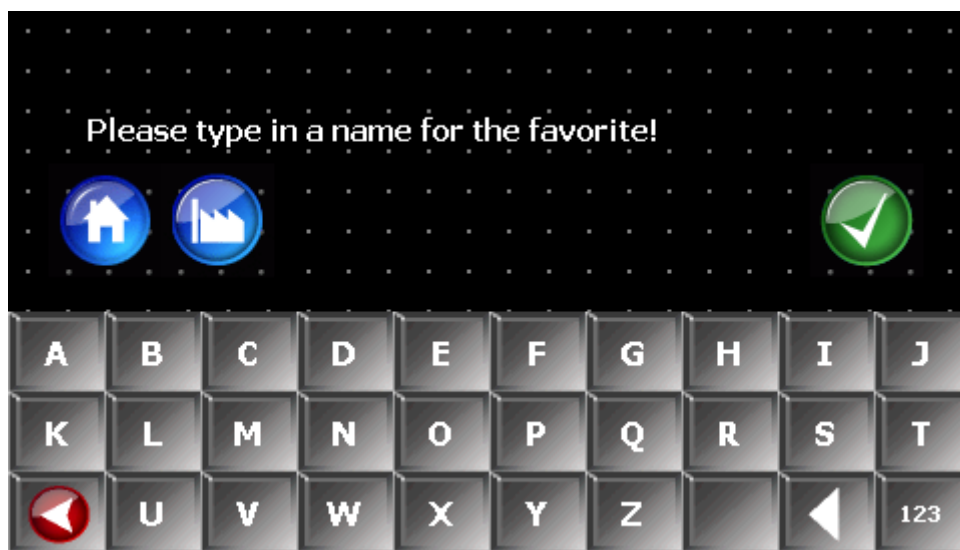 Please type in a name for the favorite!
A B C D E F G H I J
K L M N O P Q R S T
U V W X Y Z 123